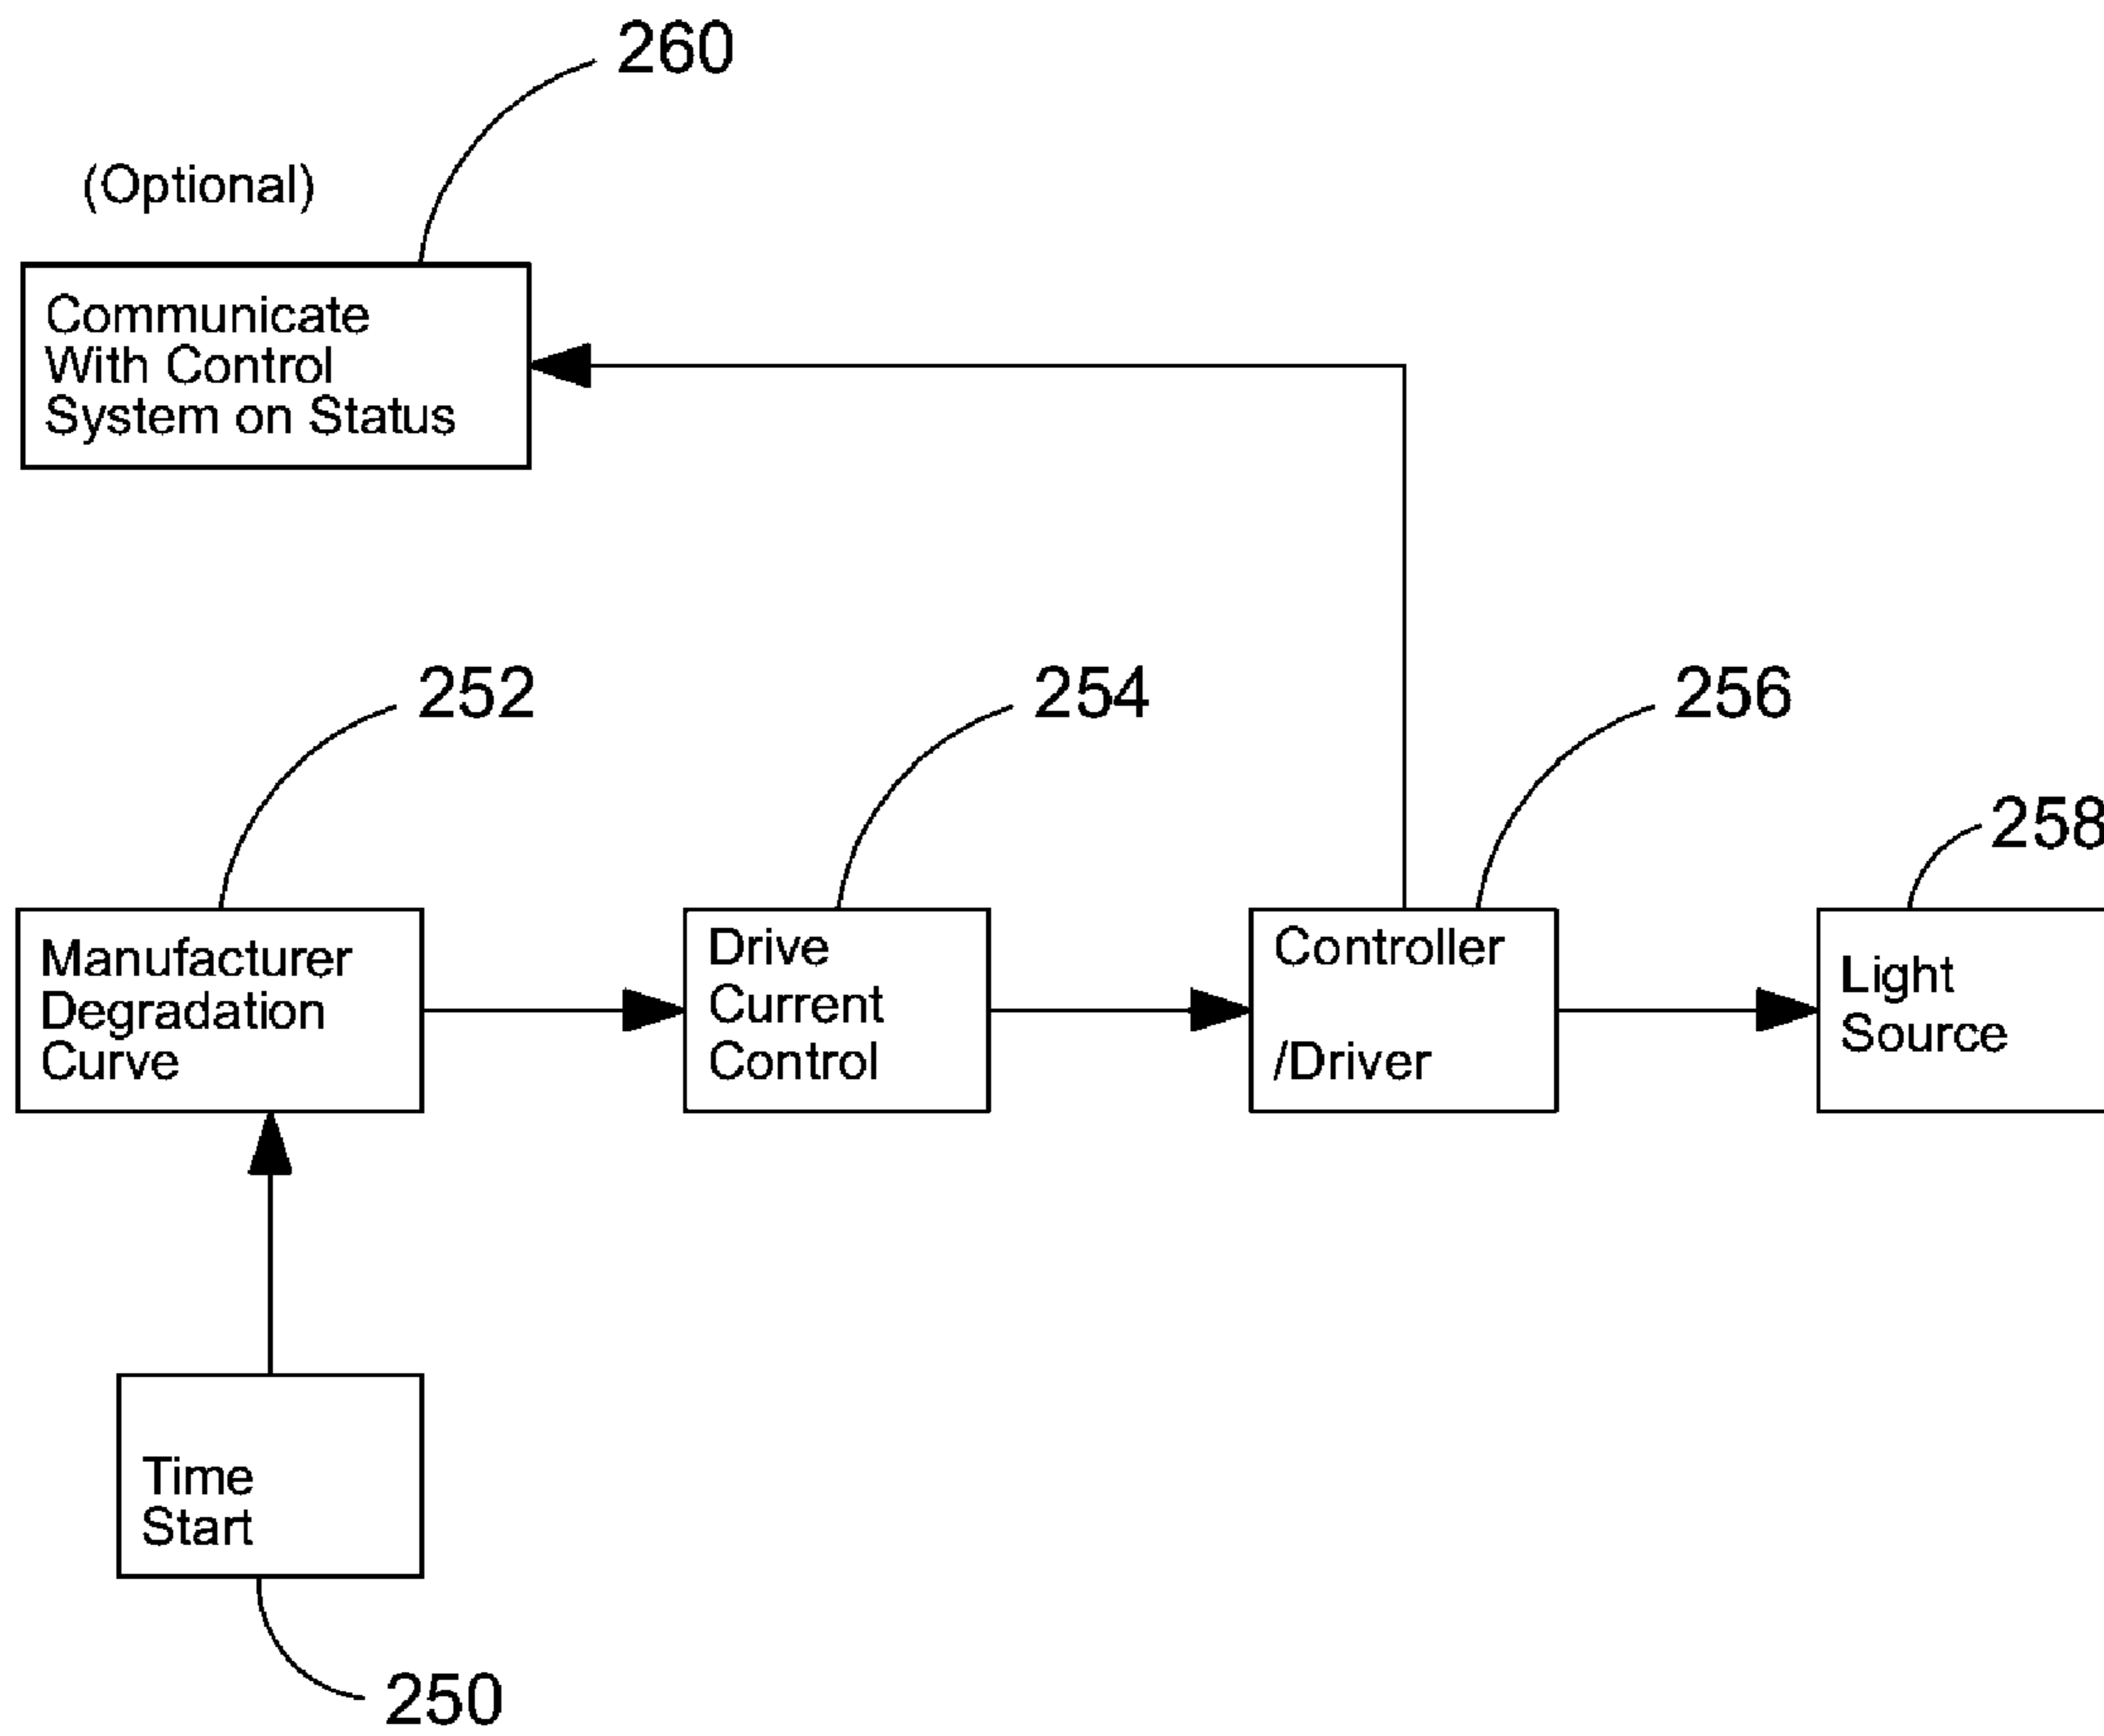 260
(Optional)
Communicate
With Control
System on Status
252
254
256
258
Manufacturer
Degradation
Curve
Drive
Current
Control
Controller
/Driver
Light
Source
Time
Start
250